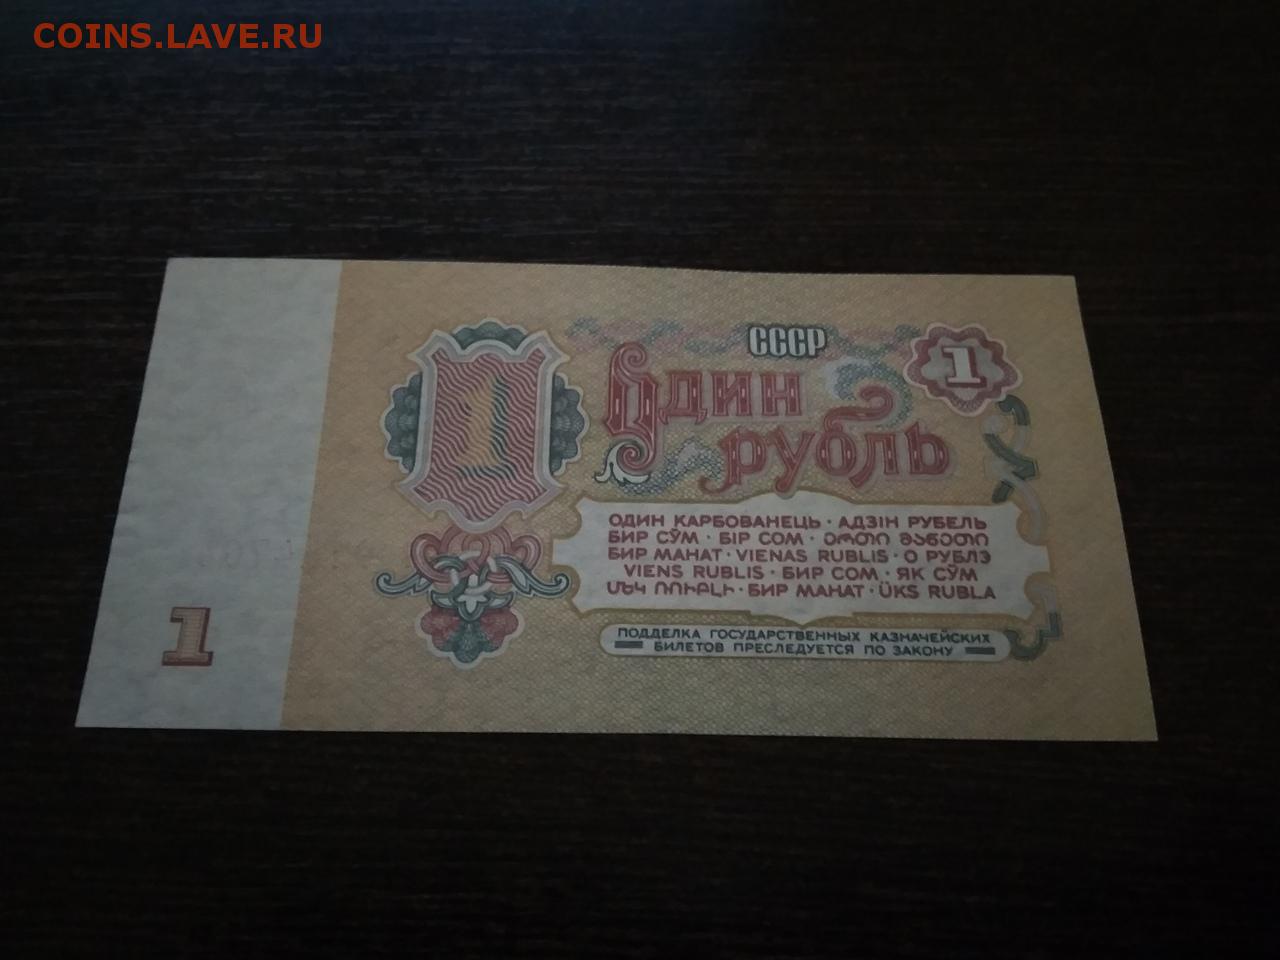 COINS.LAVE.RU
СССР
1
Один
рубль
1
ОДИН КАРБОВАНЕЦЬ · АДЗІН РУБЕЛЬ
БИР СЎМ · БІР СОМ · ᲔᲠᲗᲘ ᲛᲐᲜᲔᲗᲘ
БИР МАНАТ · VIENAS RUBLIS · О РУБЛЭ
VIENS RUBLIS · БИР СОМ · ЯК СӮМ
ՄԵԿ ՌՈՒԲԼԻ · БИР МАНАТ · ÜKS RUBLA
ПОДДЕЛКА ГОСУДАРСТВЕННЫХ КАЗНАЧЕЙСКИХ
БИЛЕТОВ ПРЕСЛЕДУЕТСЯ ПО ЗАКОНУ
1